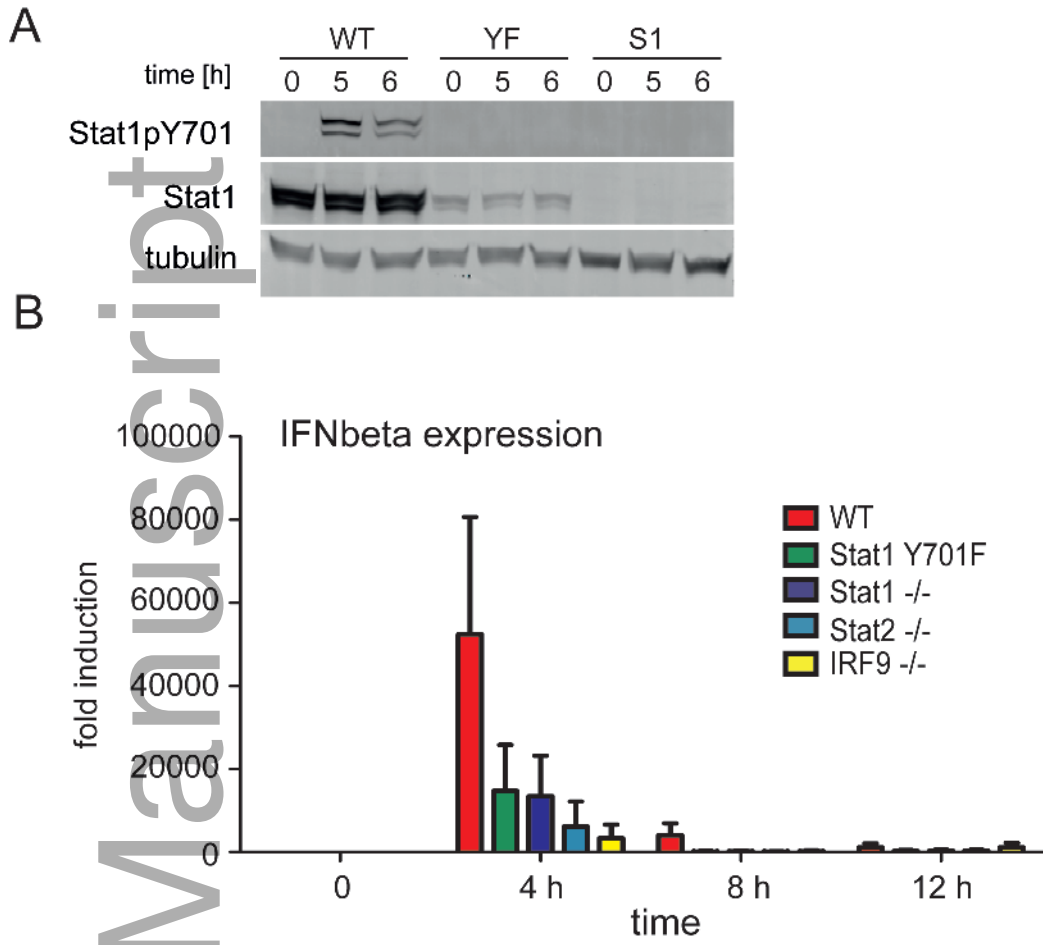 A
WT YF S1
time [h] 0 5 6 0 5 6 0 5 6
Stat1pY701
Stat1
tubulin
B
IFNbeta expression
100000
80000
60000
40000
20000
0
fold induction
WT
Stat1 Y701F
Stat1 -/-
Stat2 -/-
IRF9 -/-
0 4 h 8 h 12 h
time
Manuscript